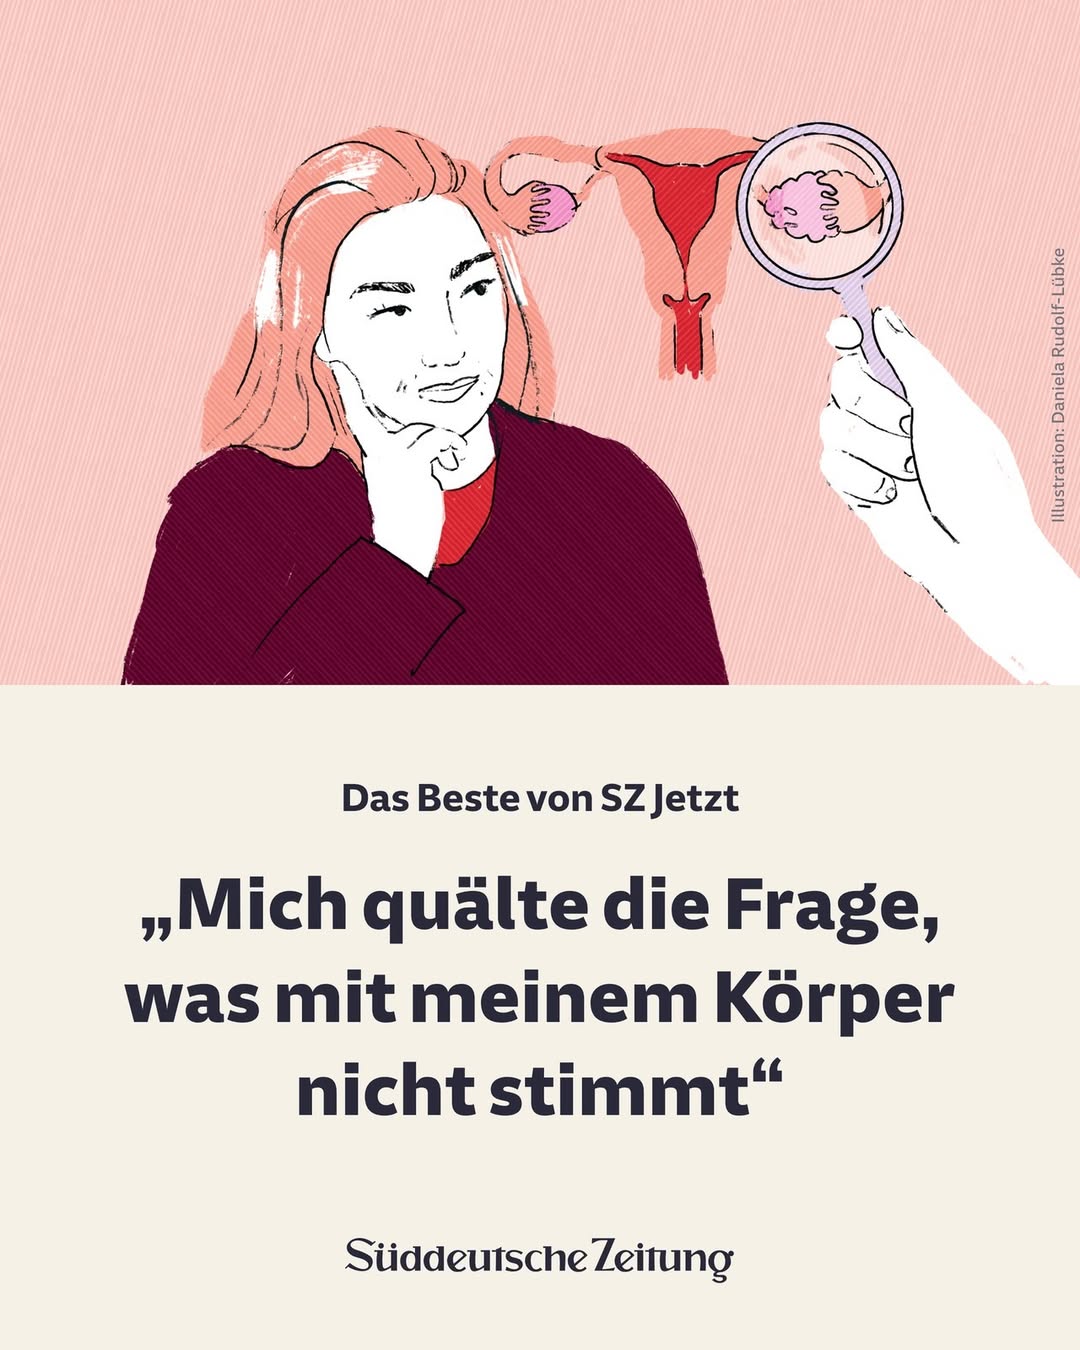 Illustration: Daniela Rudolf-Lübke
Das Beste von SZ Jetzt
„Mich quälte die Frage,
was mit meinem Körper
nicht stimmt“
Süddeutsche Zeitung